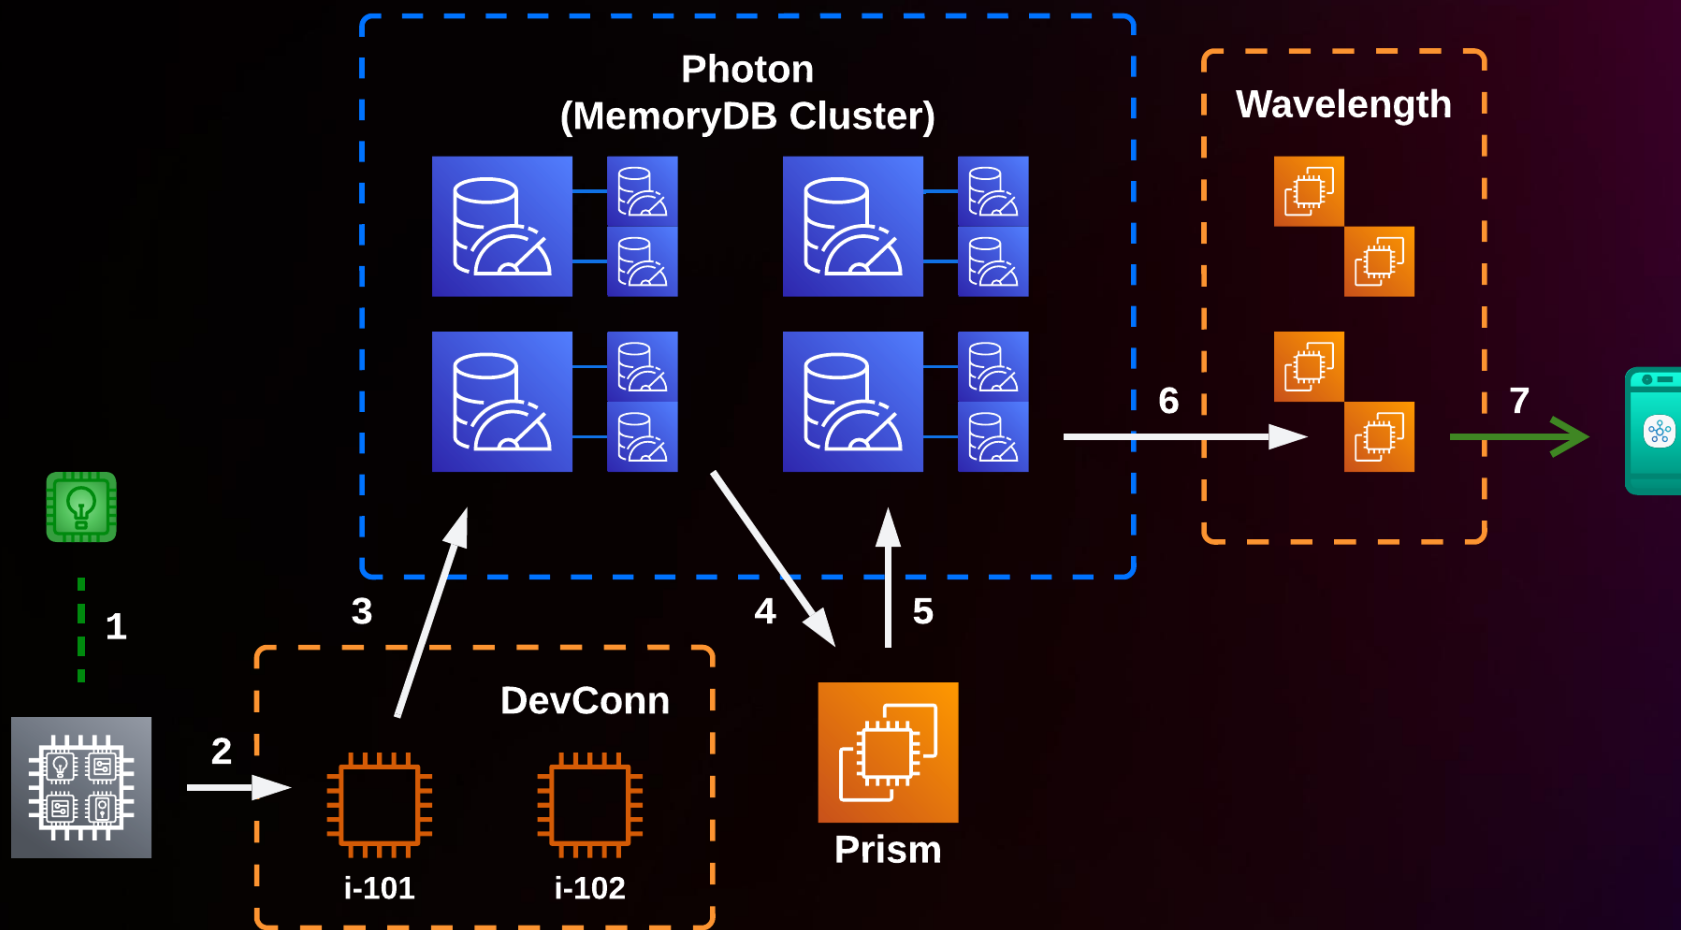 Photon
(MemoryDB Cluster)
Wavelength
6
7
1
3
4
5
DevConn
2
i-101
i-102
Prism